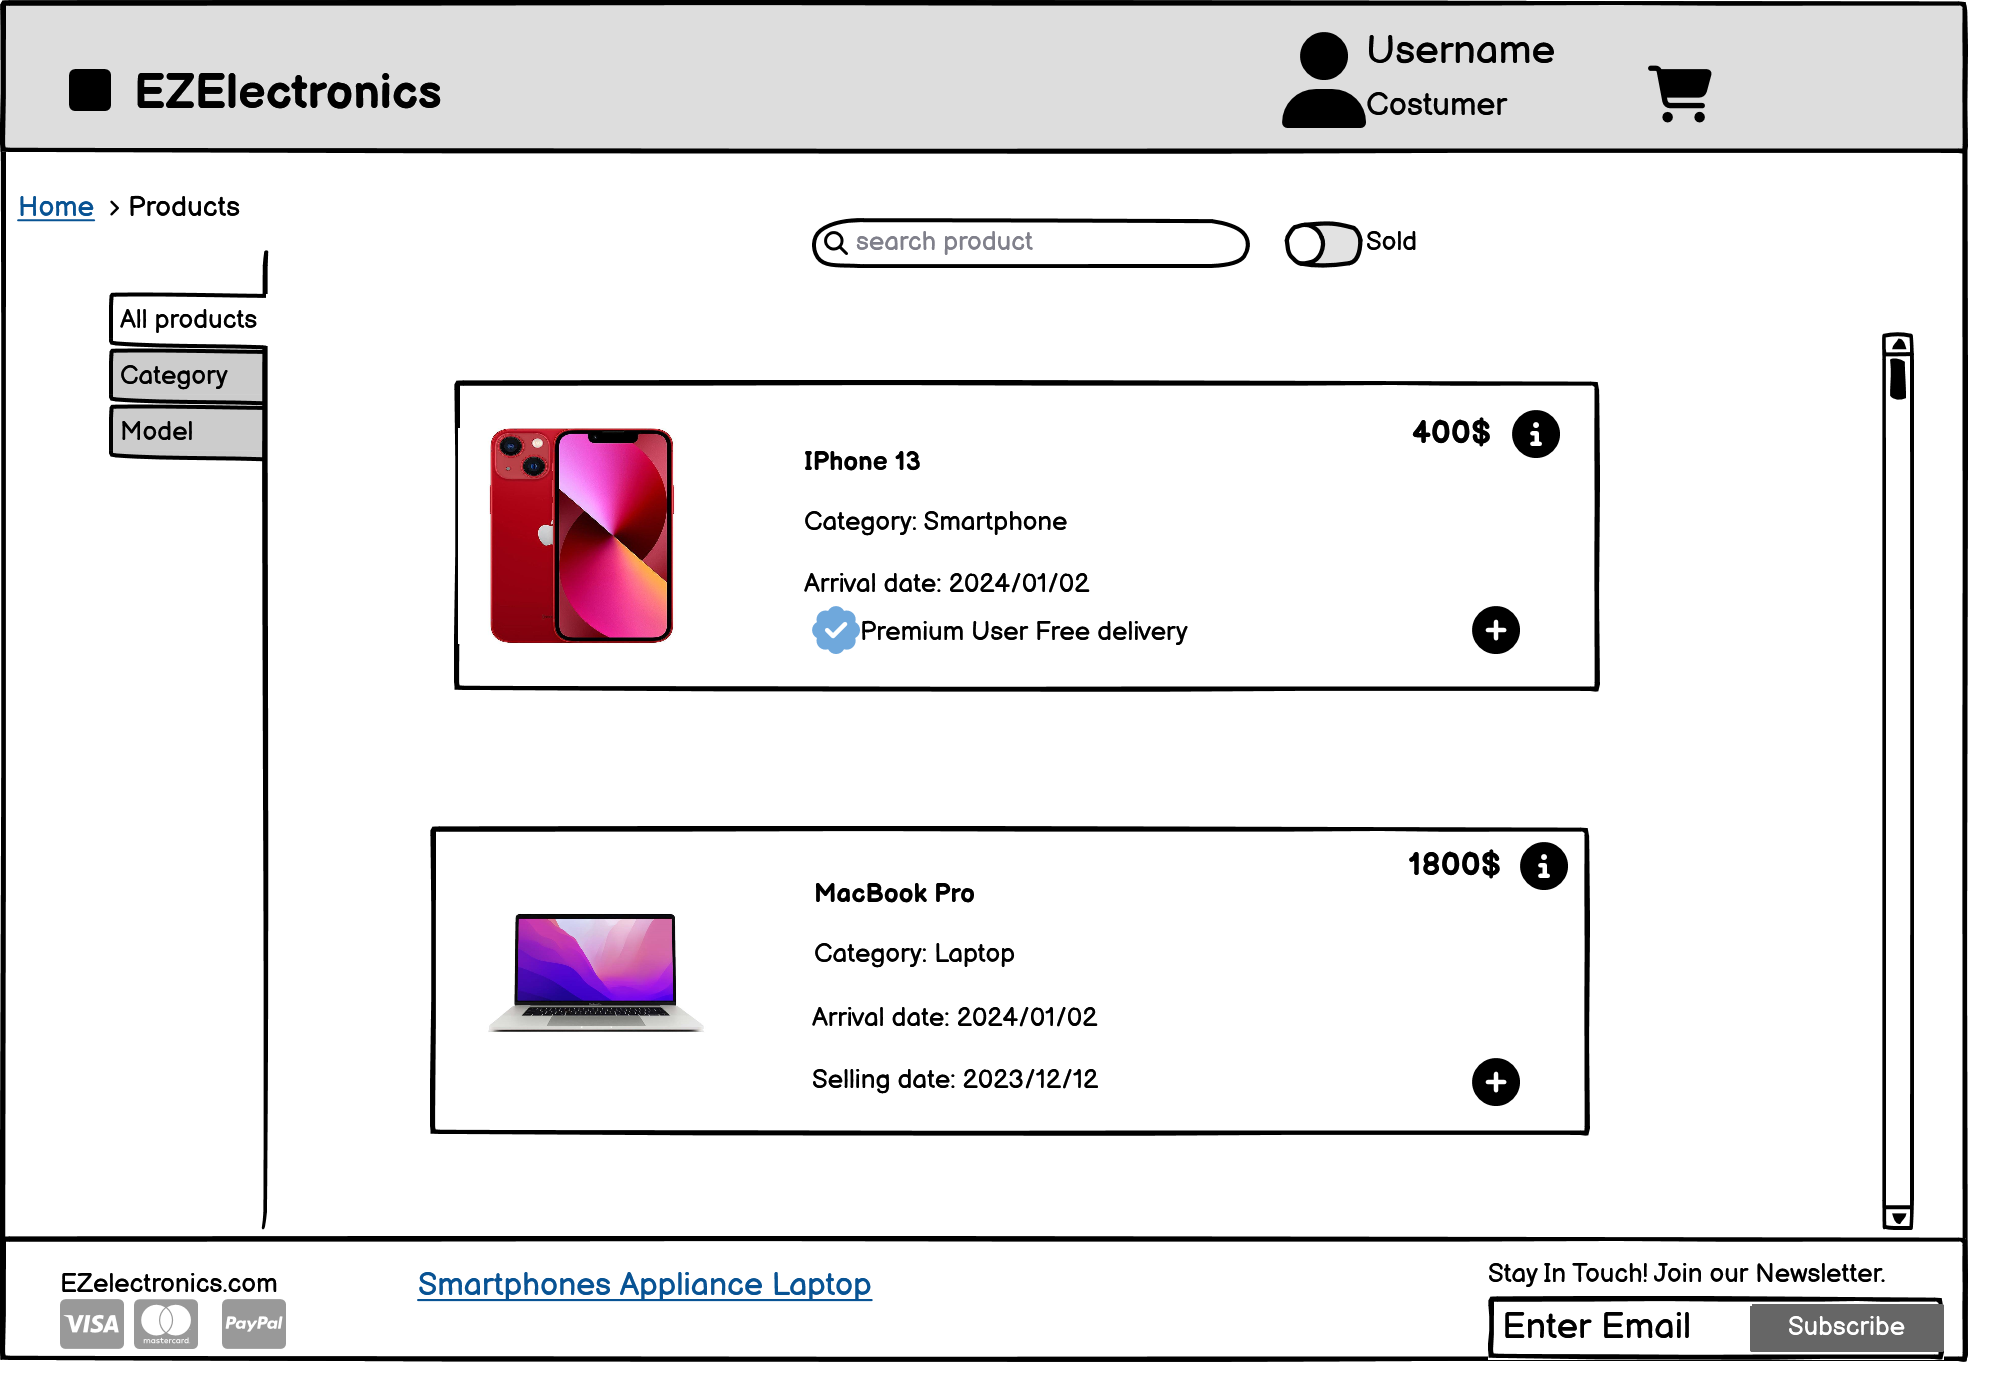 EZElectronics
Username
Costumer
Home > Products
search product
Sold
All products
Category
Model
400$
IPhone 13
Category: Smartphone
Arrival date: 2024/01/02
Premium User Free delivery
1800$
MacBook Pro
Category: Laptop
Arrival date: 2024/01/02
Selling date: 2023/12/12
EZelectronics.com
VISA
mastercard
PayPal
Smartphones Appliance Laptop
Stay In Touch! Join our Newsletter.
Enter Email
Subscribe